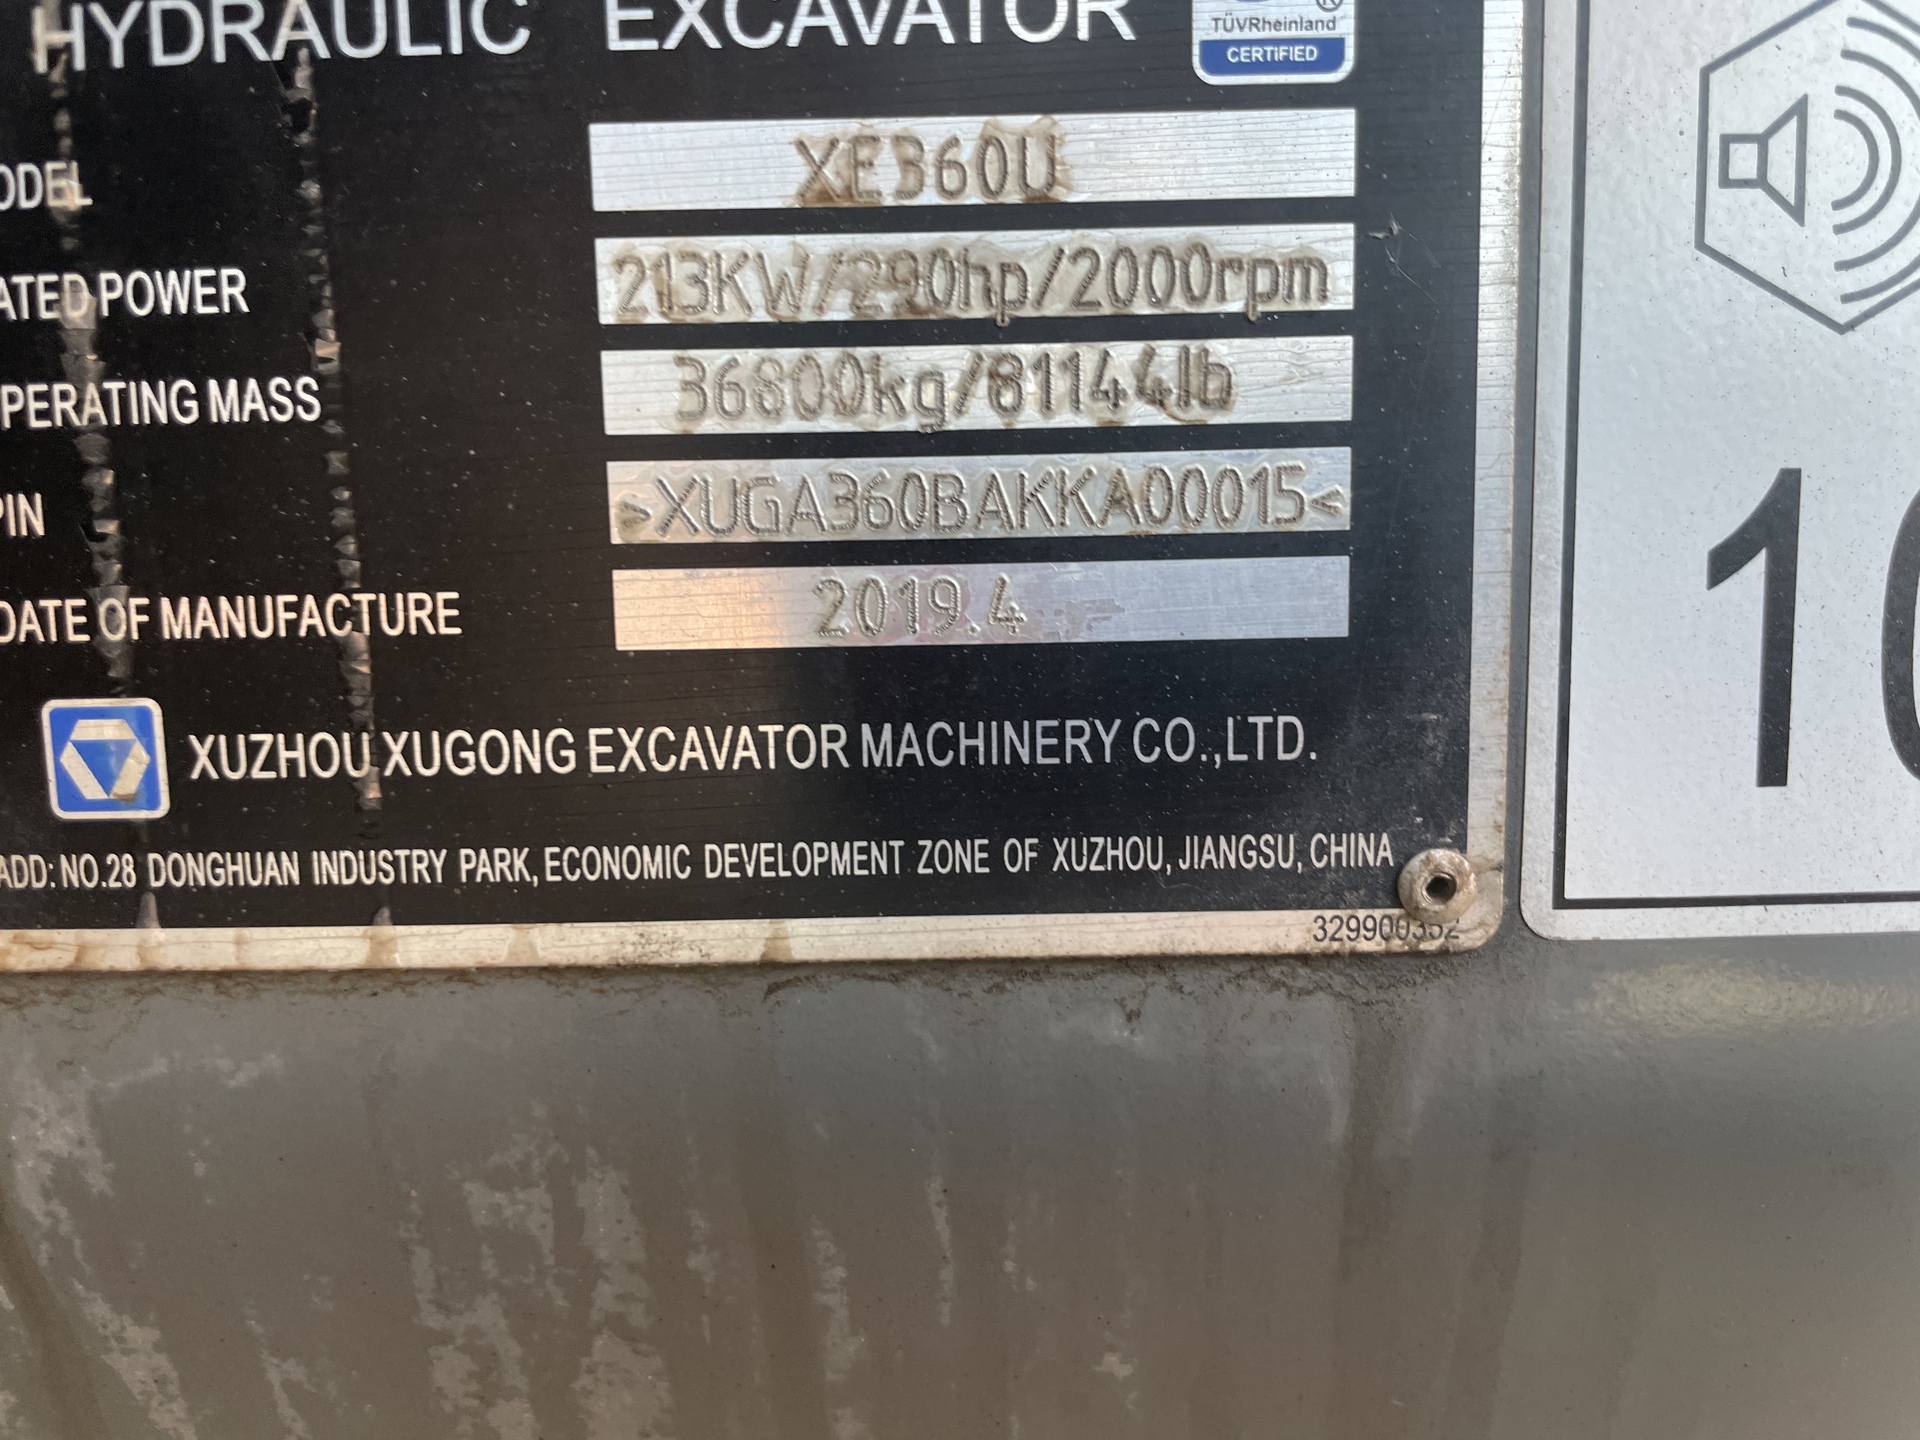 HYDRAULIC EXCAVATOR
TÜVRheinland ®
CERTIFIED
ODEL XE360U
ATED POWER 213KW/290hp/2000rpm
PERATING MASS 36800kg/81144lb
PIN >XUGA360BAKKA00015<
DATE OF MANUFACTURE 2019.4
XUZHOU XUGONG EXCAVATOR MACHINERY CO.,LTD.
ADD: NO.28 DONGHUAN INDUSTRY PARK, ECONOMIC DEVELOPMENT ZONE OF XUZHOU, JIANGSU, CHINA
329900352
10